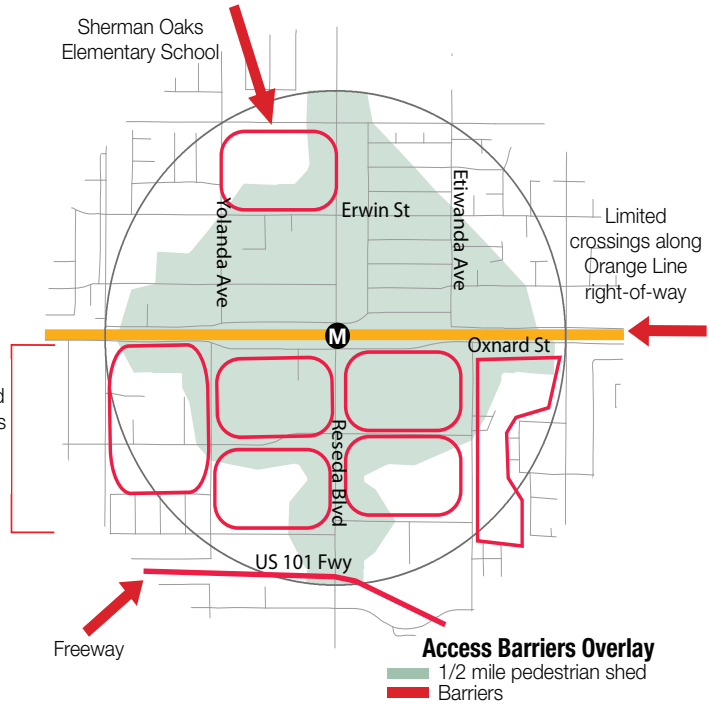 Sherman Oaks
Elementary School
Yolanda Ave
Erwin St
Etiwanda Ave
Limited
crossings along
Orange Line
right-of-way
M
Oxnard St
Reseda Blvd
US 101 Fwy
Freeway
Access Barriers Overlay
1/2 mile pedestrian shed
Barriers